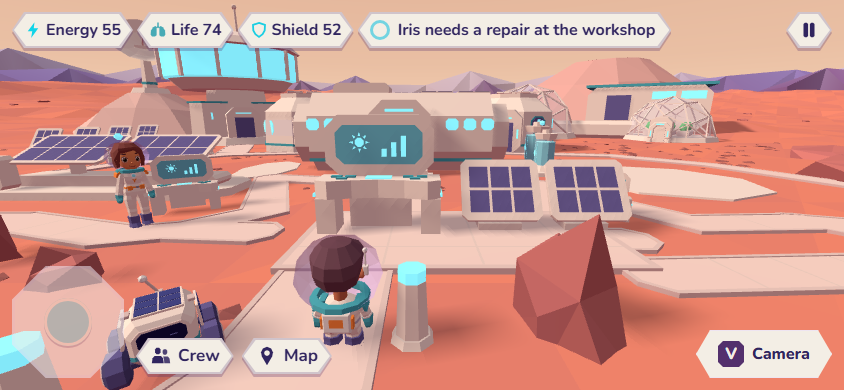 Energy 55
Life 74
Shield 52
Iris needs a repair at the workshop
Crew
Map
V Camera